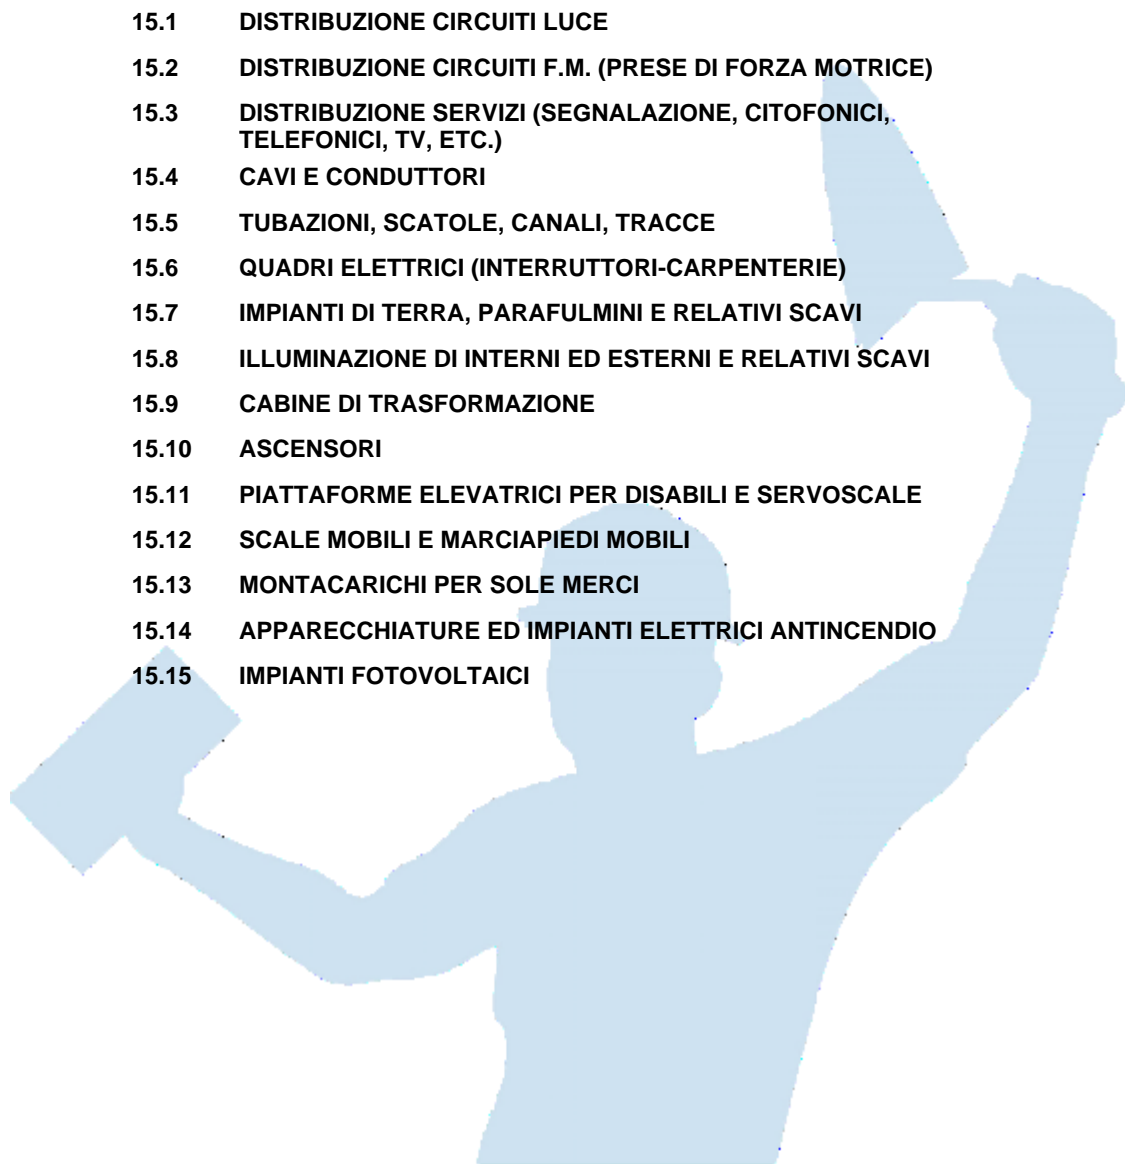 15.1 DISTRIBUZIONE CIRCUITI LUCE
15.2 DISTRIBUZIONE CIRCUITI F.M. (PRESE DI FORZA MOTRICE)
15.3 DISTRIBUZIONE SERVIZI (SEGNALAZIONE, CITOFONICI,
TELEFONICI, TV, ETC.)
15.4 CAVI E CONDUTTORI
15.5 TUBAZIONI, SCATOLE, CANALI, TRACCE
15.6 QUADRI ELETTRICI (INTERRUTTORI-CARPENTERIE)
15.7 IMPIANTI DI TERRA, PARAFULMINI E RELATIVI SCAVI
15.8 ILLUMINAZIONE DI INTERNI ED ESTERNI E RELATIVI SCAVI
15.9 CABINE DI TRASFORMAZIONE
15.10 ASCENSORI
15.11 PIATTAFORME ELEVATRICI PER DISABILI E SERVOSCALE
15.12 SCALE MOBILI E MARCIAPIEDI MOBILI
15.13 MONTACARICHI PER SOLE MERCI
15.14 APPARECCHIATURE ED IMPIANTI ELETTRICI ANTINCENDIO
15.15 IMPIANTI FOTOVOLTAICI